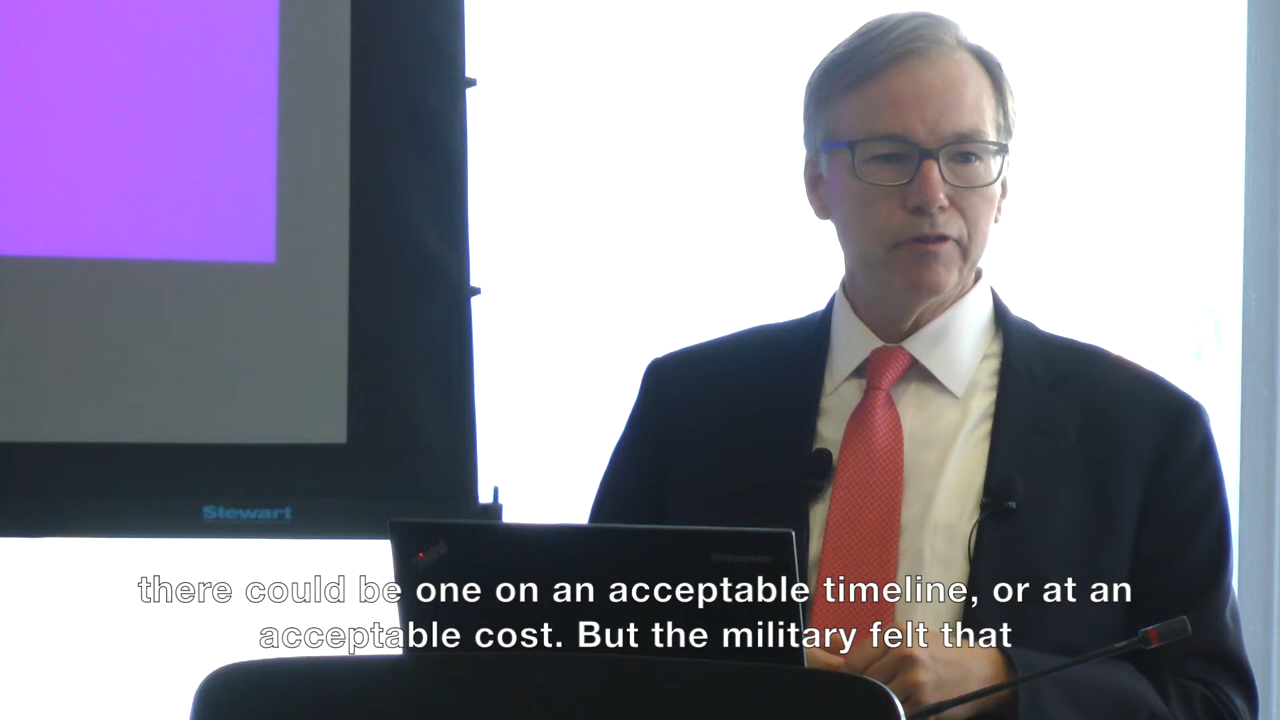 Stewart
ThinkPad
there could be one on an acceptable timeline, or at an
acceptable cost. But the military felt that